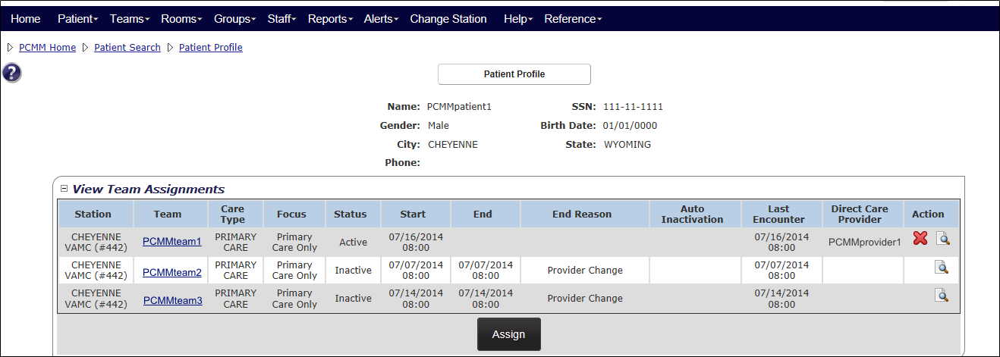 Home Patient Teams Rooms Groups Staff Reports Alerts Change Station Help Reference
PCMM Home Patient Search Patient Profile
?
Patient Profile
Name: PCMMpatient1 SSN: 111-11-1111
Gender: Male Birth Date: 01/01/0000
City: CHEYENNE State: WYOMING
Phone:
View Team Assignments
Station Team Care Type Focus Status Start End End Reason Auto Inactivation Last Encounter Direct Care Provider Action
CHEYENNE VAMC (#442) PCMMteam1 PRIMARY CARE Primary Care Only Active 07/16/2014 08:00 07/16/2014 08:00 PCMMprovider1
CHEYENNE VAMC (#442) PCMMteam2 PRIMARY CARE Primary Care Only Inactive 07/07/2014 08:00 07/07/2014 08:00 Provider Change 07/07/2014 08:00
CHEYENNE VAMC (#442) PCMMteam3 PRIMARY CARE Primary Care Only Inactive 07/14/2014 08:00 07/14/2014 08:00 Provider Change 07/14/2014 08:00
Assign